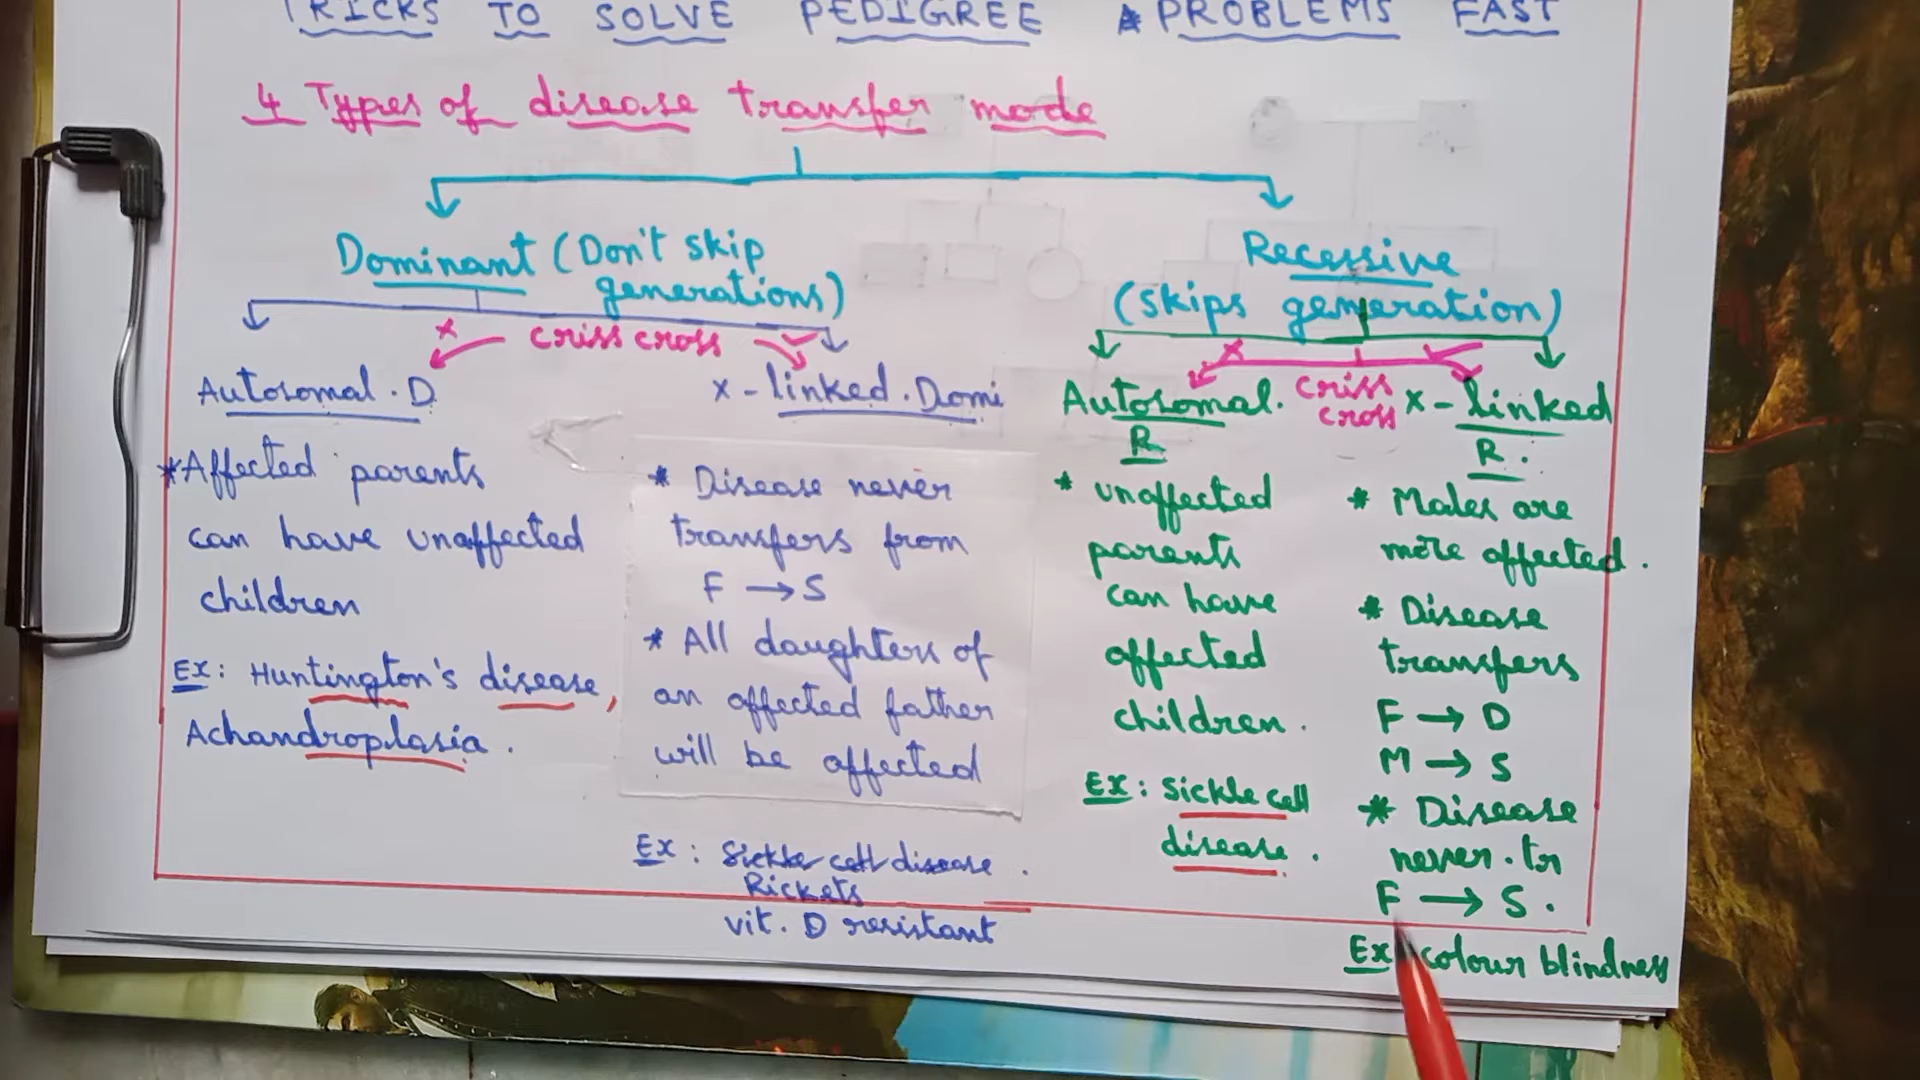 TRICKS TO SOLVE PEDIGREE PROBLEMS FAST
4 Types of disease transfer mode
Dominant (Don't skip
generations)
x criss cross
Autosomal.D
x-linked.Domi
* Affected parents
can have unaffected
children
Ex: Huntington's disease,
Achandroplasia.
* Disease never
transfers from
F → S
* All daughters of
an affected father
will be affected
Ex: Sickle cell disease.
Rickets
vit. D resistant
Recessive
(skips generation)
x criss
cross
Autosomal.
R
x-linked
R.
* unaffected
parents
can have
affected
children.
Ex: Sickle cell
disease.
* Males are
more affected.
* Disease
transfers
F → D
M → S
* Disease
never.tr
F → S.
Ex colour blindness